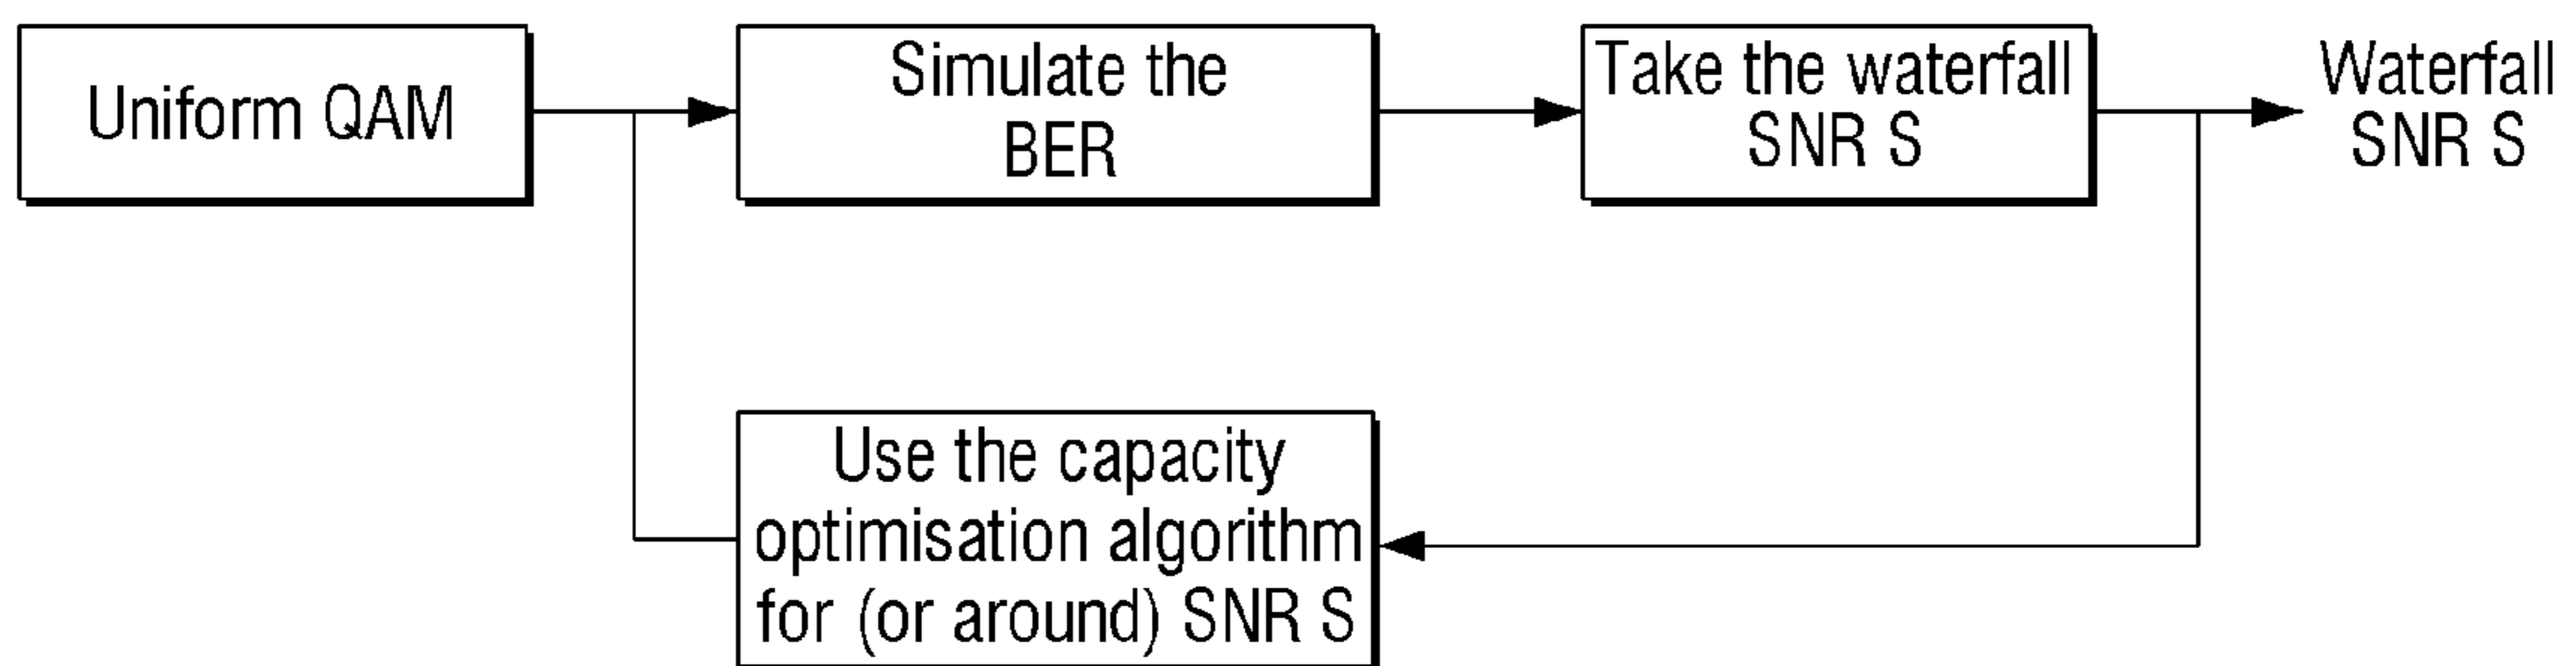 Uniform QAM
Simulate the
BER
Take the waterfall
SNR S
Waterfall
SNR S
Use the capacity
optimisation algorithm
for (or around) SNR S